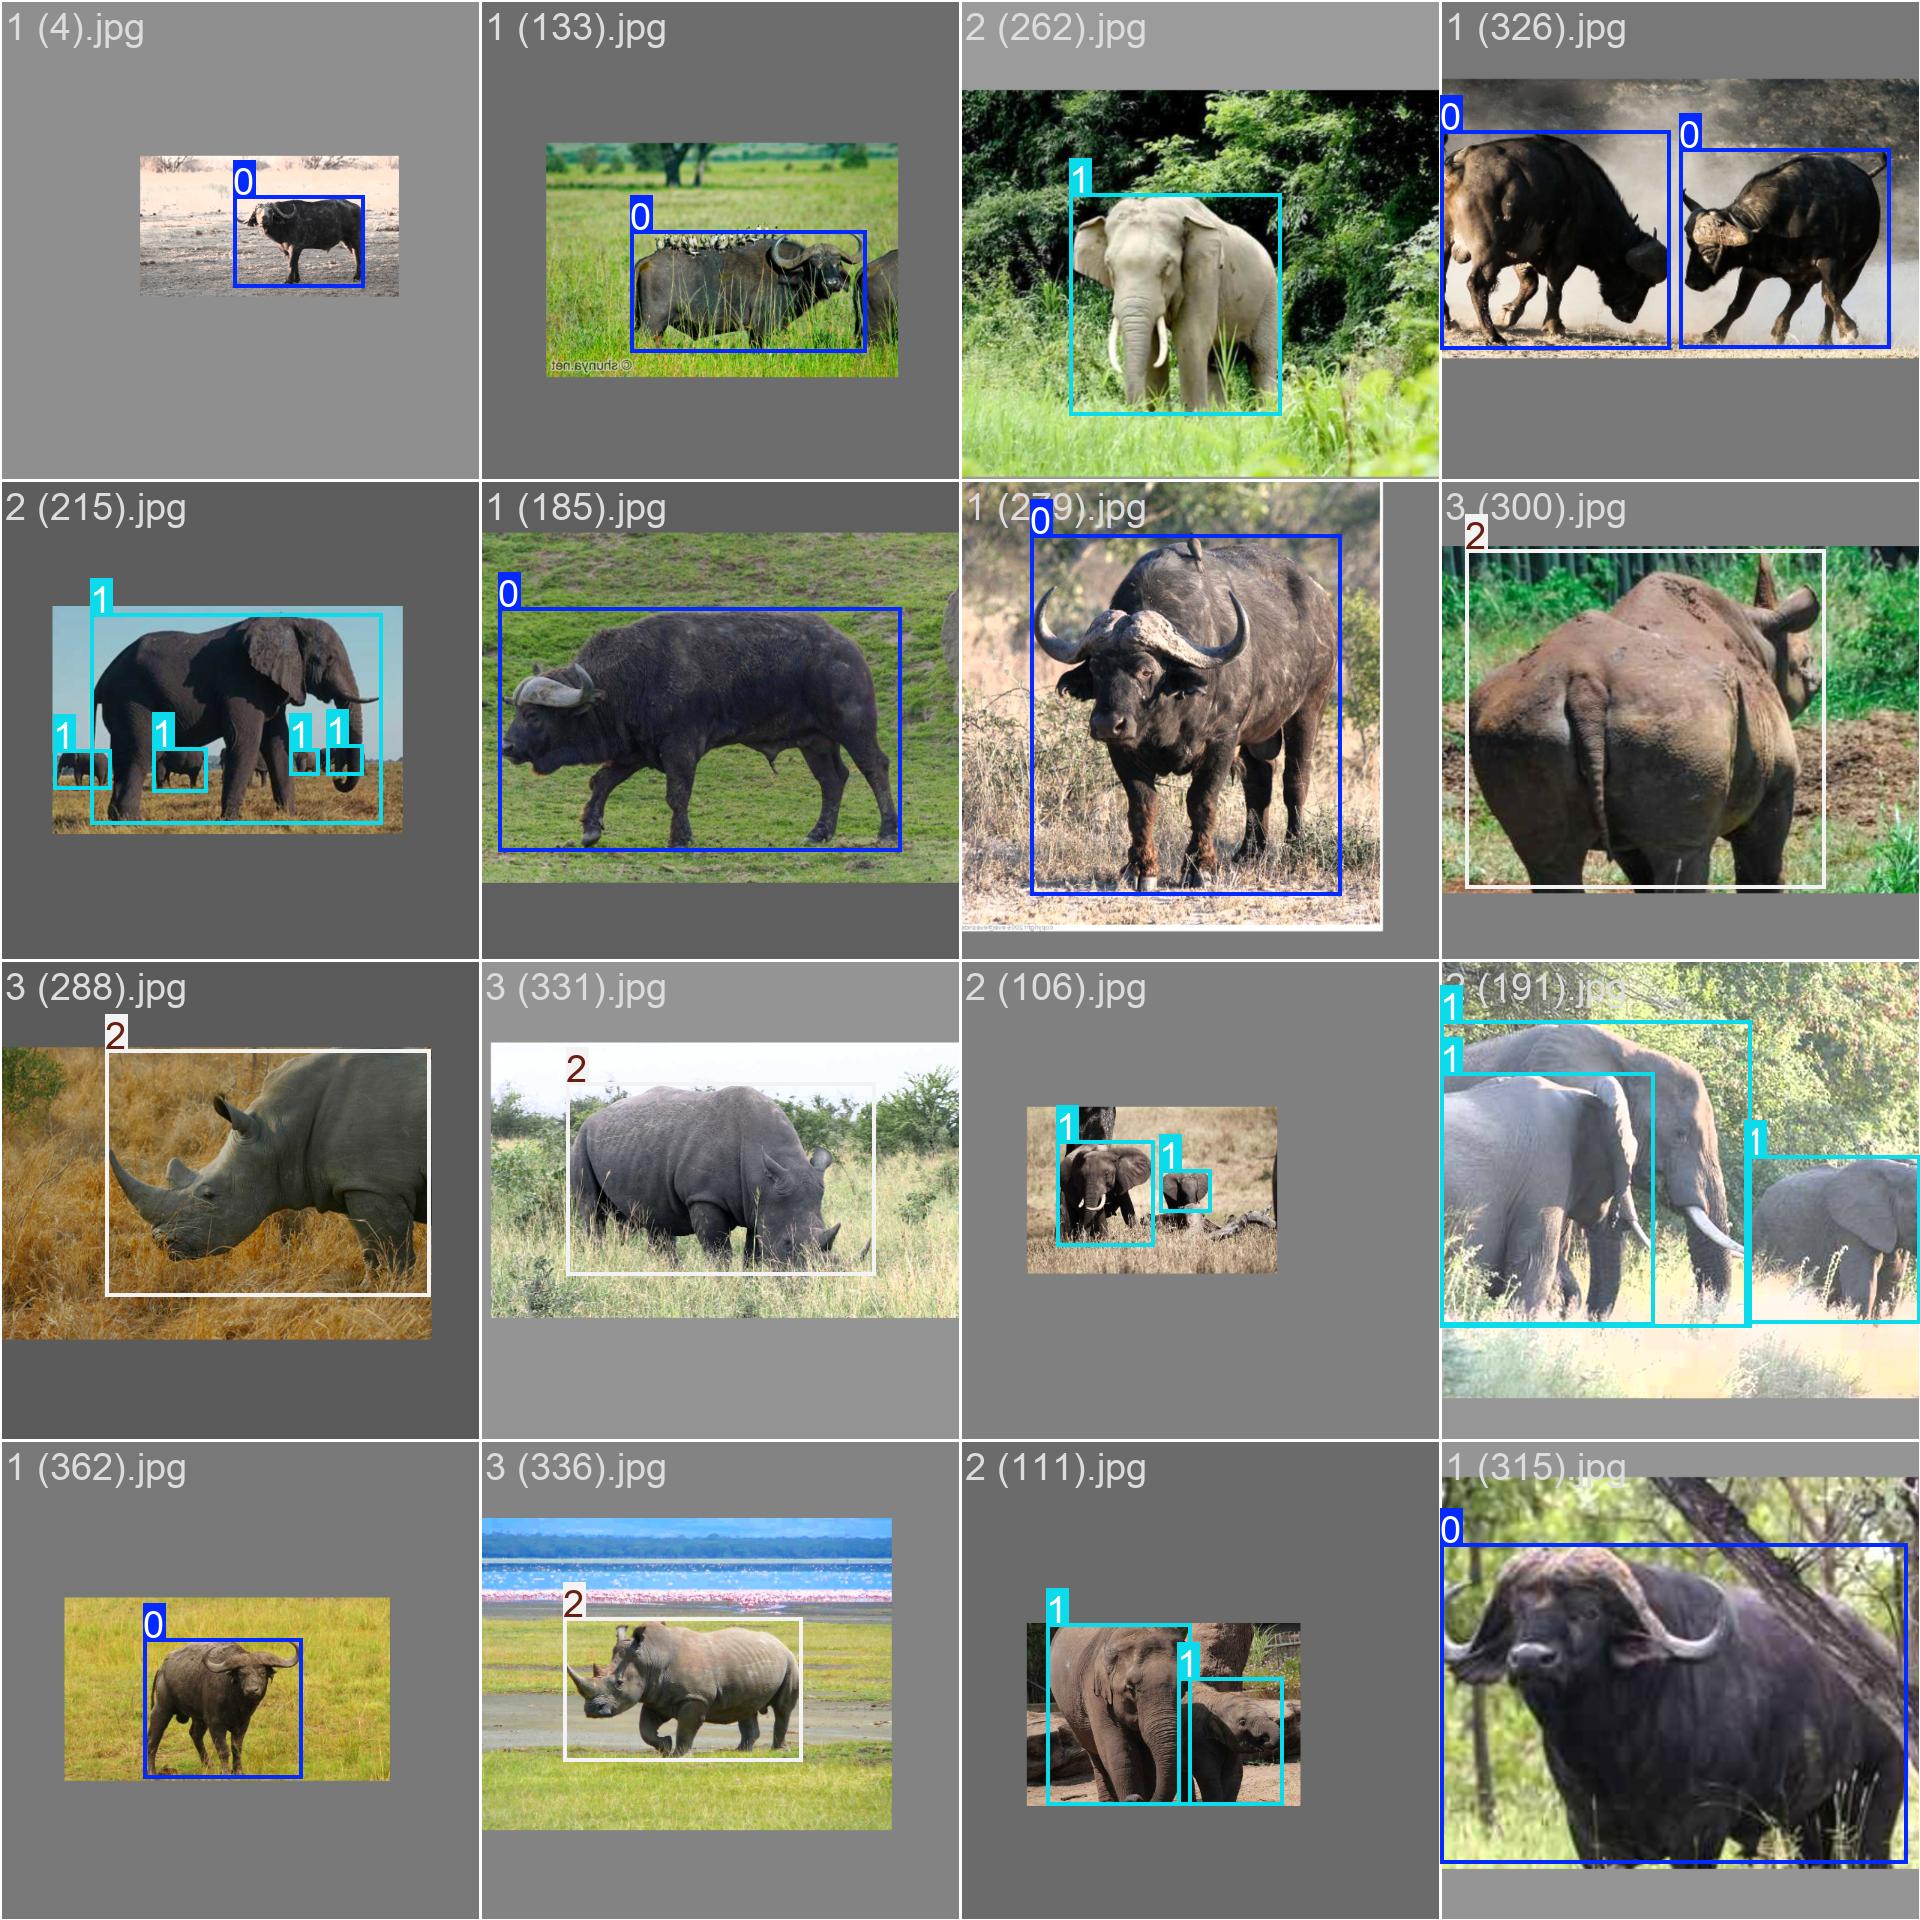 1 (4).jpg
1 (133).jpg
2 (262).jpg
1 (326).jpg
0
0
1
0
0
© shunya.net
2 (215).jpg
1 (185).jpg
1 (279).jpg
3 (300).jpg
1
1
1
1
1
0
0
2
3 (288).jpg
3 (331).jpg
2 (106).jpg
2 (191).jpg
2
2
1
1
1
1
1
1 (362).jpg
3 (336).jpg
2 (111).jpg
1 (315).jpg
0
2
1
1
0